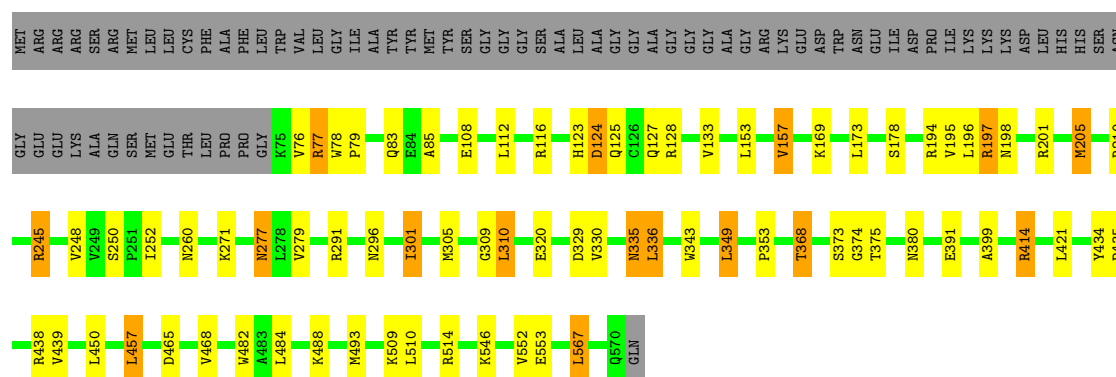 MET ARG ARG ARG SER ARG MET LEU LEU CYS PHE ALA PHE LEU TRP VAL LEU GLY ILE ALA TYR TYR MET TYR SER GLY GLY GLY SER ALA LEU ALA GLY GLY ALA GLY GLY GLY ALA GLY ARG LYS GLU ASP TRP ASN GLU ILE ASP PRO ILE LYS LYS LYS ASP LEU HIS HIS SER ASN
GLY GLU GLU LYS ALA GLN SER MET GLU THR LEU PRO PRO GLY K75 V76 R77 W78 P79 Q83 E84 A85 E108 L112 R116 H123 D124 Q125 C126 Q127 R128 V133 L153 V157 K169 L173 S178 R194 V195 L196 R197 N198 R201 M205
R245 V248 V249 S250 P251 I252 N260 K271 N277 L278 V279 R291 N296 I301 M305 G309 L310 E320 D329 V330 N335 L336 W343 L349 P353 T368 S373 G374 T375 N380 E391 A399 R414 L421 Y434
R438 V439 L450 L457 D465 V468 W482 A483 L484 K488 M493 K509 L510 R514 K546 V552 E553 L567 Q570 GLN